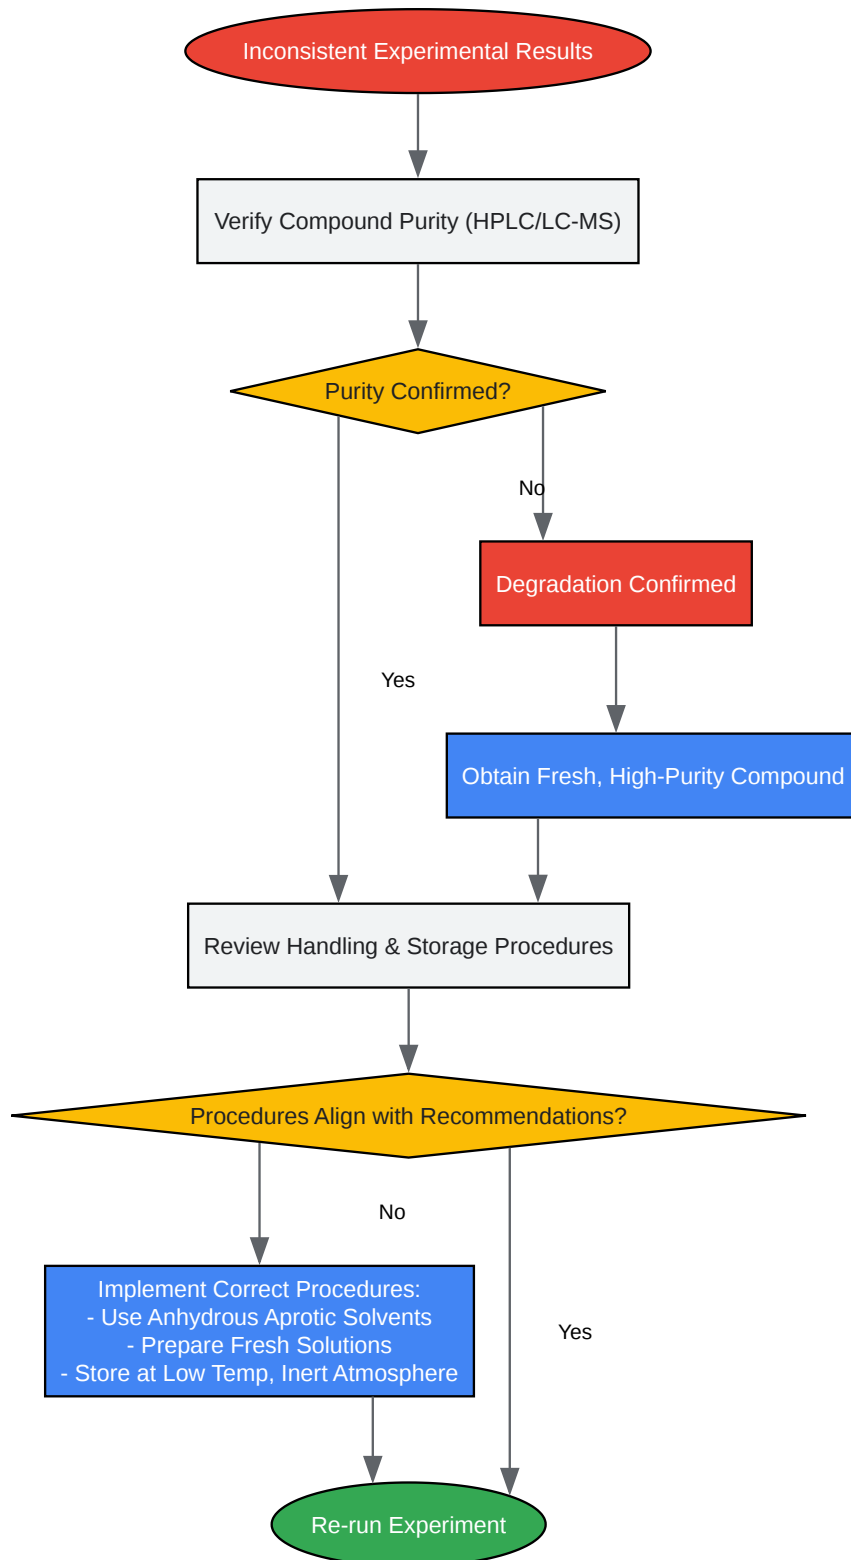 Inconsistent Experimental Results
Verify Compound Purity (HPLC/LC-MS)
Purity Confirmed?
No
Degradation Confirmed
Yes
Obtain Fresh, High-Purity Compound
Review Handling & Storage Procedures
Procedures Align with Recommendations?
No
Implement Correct Procedures:
- Use Anhydrous Aprotic Solvents
- Prepare Fresh Solutions
- Store at Low Temp, Inert Atmosphere
Yes
Re-run Experiment